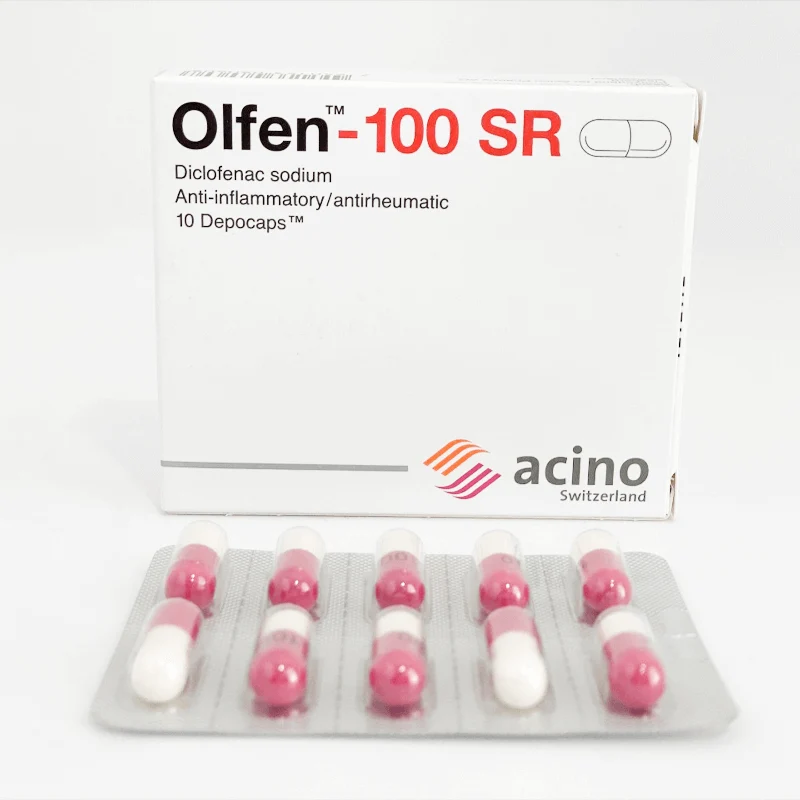 Olfen™-100 SR
Diclofenac sodium
Anti-inflammatory/antirheumatic
10 Depocaps™
acino
Switzerland